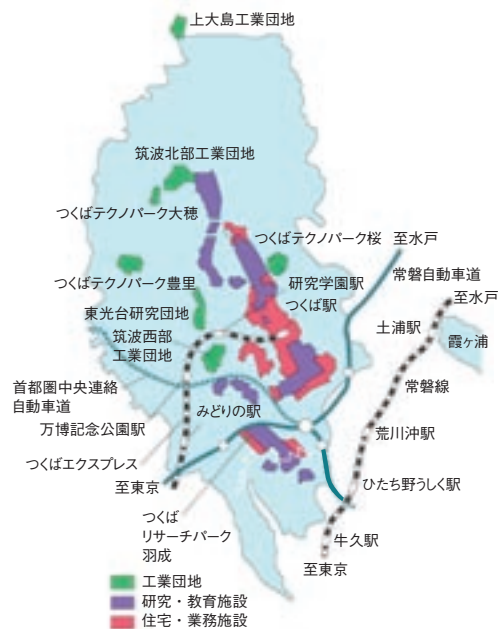 上大島工業団地
筑波北部工業団地
つくばテクノパーク大穂
つくばテクノパーク桜
至水戸
つくばテクノパーク豊里
研究学園駅
常磐自動車道
つくば駅
至水戸
東光台研究団地
土浦駅
筑波西部
工業団地
霞ヶ浦
首都圏中央連絡
自動車道
常磐線
みどりの駅
万博記念公園駅
荒川沖駅
つくばエクスプレス
至東京
ひたち野うしく駅
つくば
リサーチパーク
羽成
牛久駅
至東京
工業団地
研究・教育施設
住宅・業務施設